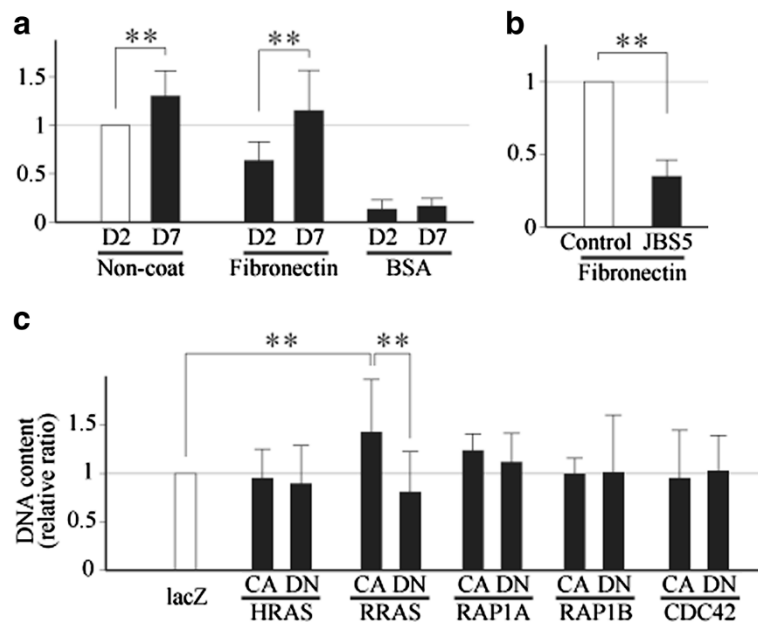 a
**
**
1.5
1
0.5
0
D2 D7 D2 D7 D2 D7
Non-coat Fibronectin BSA
b
**
1
0.5
0
Control JBS5
Fibronectin
c
**
**
DNA content
(relative ratio)
1.5
1
0.5
0
lacZ
CA DN CA DN CA DN CA DN CA DN
HRAS RRAS RAP1A RAP1B CDC42